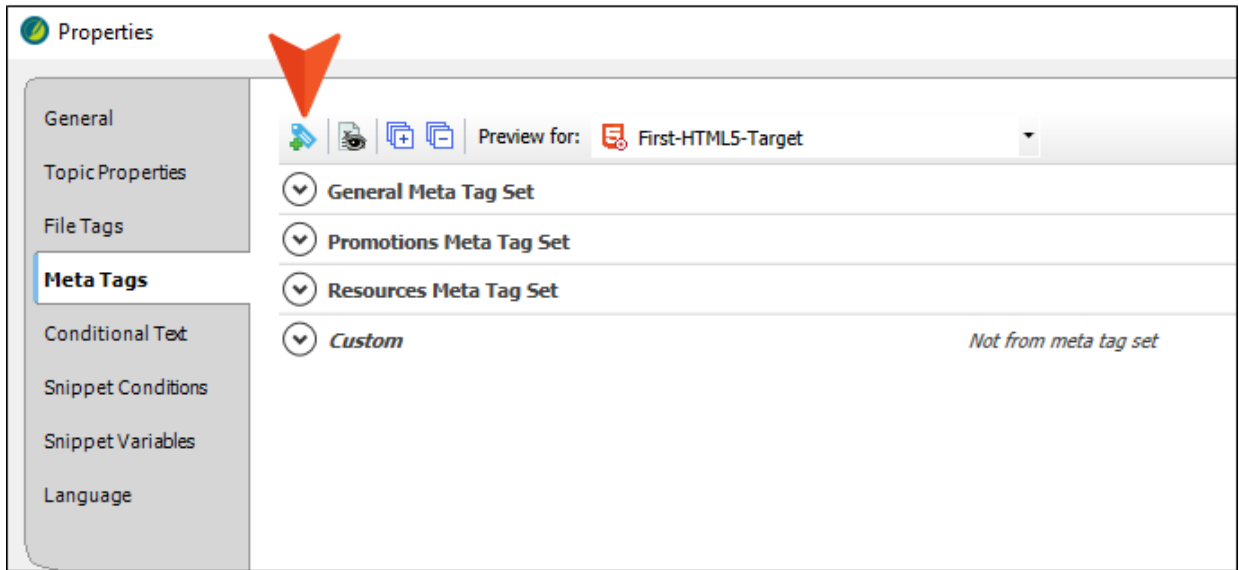 Properties
General
Topic Properties
File Tags
Meta Tags
Conditional Text
Snippet Conditions
Snippet Variables
Language
Preview for: First-HTML5-Target
General Meta Tag Set
Promotions Meta Tag Set
Resources Meta Tag Set
Custom Not from meta tag set